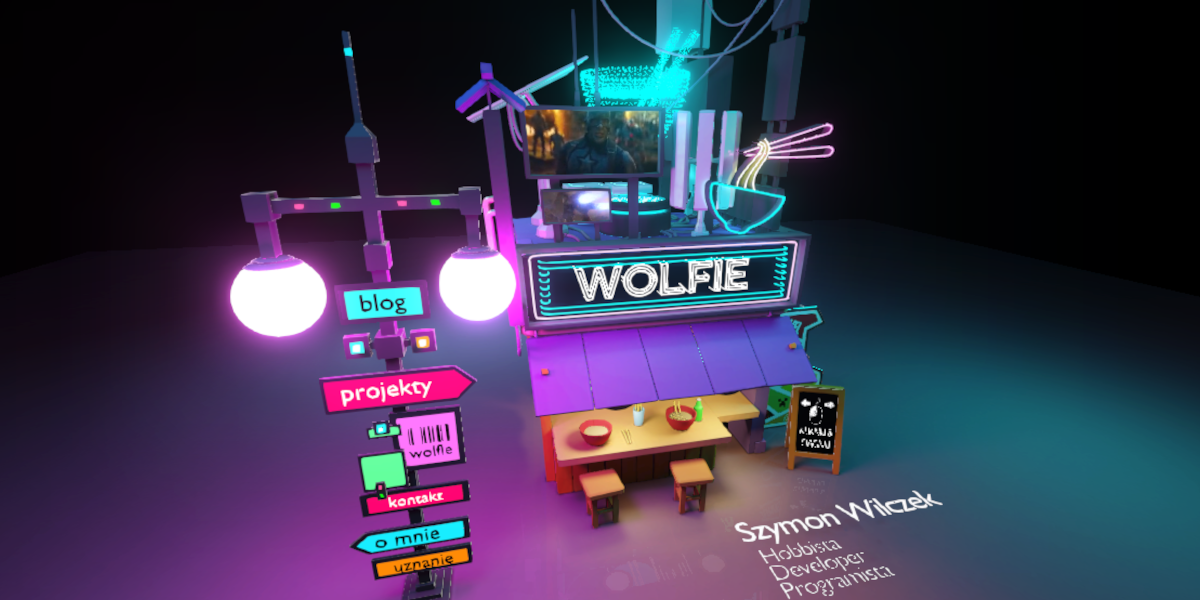 WOLFIE
blog
projekty
wolfie
kontakt
o mnie
uznanie
Szymon Wilczek
Hobbista
Developer
Programista